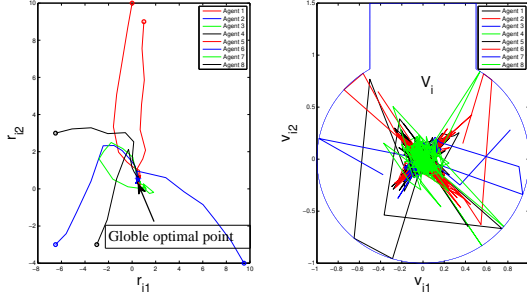 10
8
6
4
2
0
-2
-4
-8
-6
-4
-2
0
2
4
6
8
10
r_i1
r_i2
Agent 1
Agent 2
Agent 3
Agent 4
Agent 5
Agent 6
Agent 7
Agent 8
Globle optimal point
1.5
1
0.5
0
-0.5
-1
-1
-0.8
-0.6
-0.4
-0.2
0
0.2
0.4
0.6
0.8
v_i1
v_i2
V_i
Agent 1
Agent 2
Agent 3
Agent 4
Agent 5
Agent 6
Agent 7
Agent 8